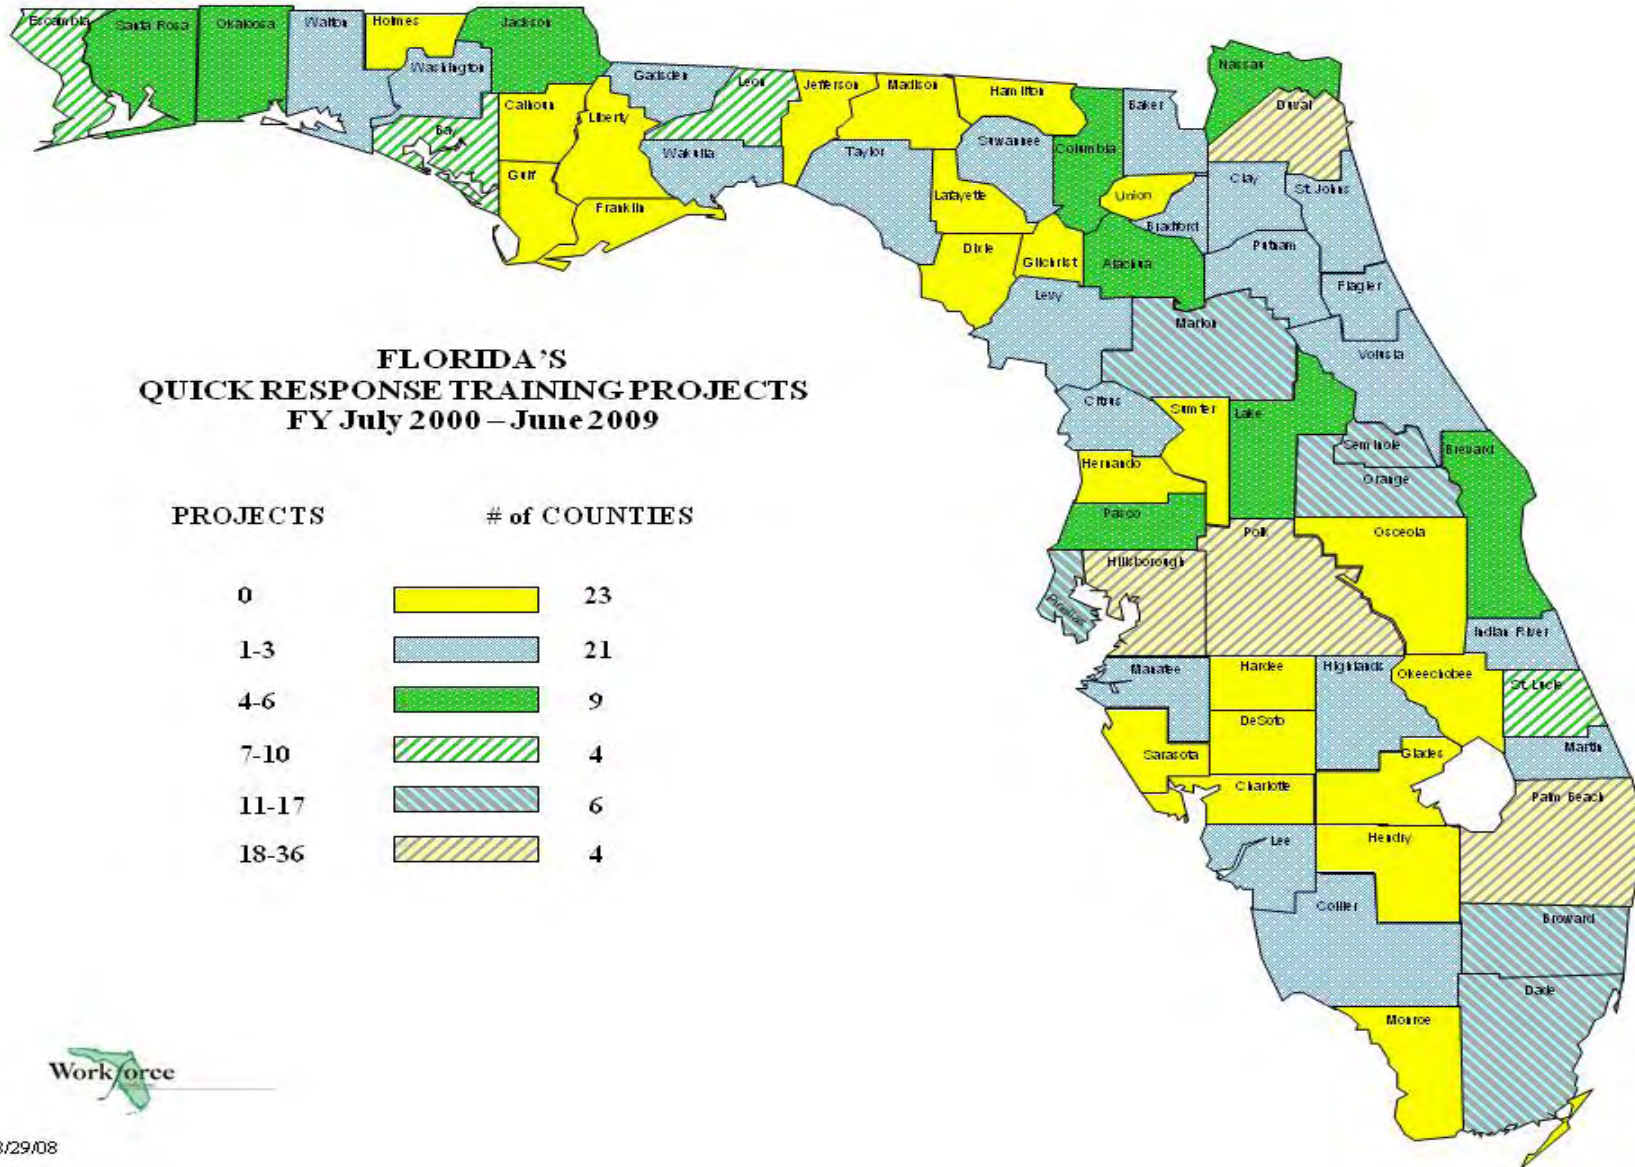 Escambia
Santa Rosa
Okaloosa
Walton
Holmes
Jackson
Washington
Bay
Calhoun
Gulf
Liberty
Franklin
Gadsden
Leon
Wakulla
Jefferson
Madison
Taylor
Hamilton
Suwannee
Lafayette
Dixie
Columbia
Gilchrist
Baker
Union
Bradford
Alachua
Levy
Nassau
Duval
Clay
St. Johns
Putnam
Flagler
Marion
Volusia
FLORIDA'S
QUICK RESPONSE TRAINING PROJECTS
FY July 2000 – June 2009
Citrus
Sumter
Lake
Seminole
Orange
Brevard
Hernando
Pasco
Polk
Osceola
Hillsborough
Pinellas
Indian River
Manatee
Hardee
Highlands
Okeechobee
St. Lucie
DeSoto
Sarasota
Glades
Martin
Charlotte
Palm Beach
Lee
Hendry
Collier
Broward
Dade
Monroe
PROJECTS # of COUNTIES
0 23
1-3 21
4-6 9
7-10 4
11-17 6
18-36 4
Workforce
/29/08